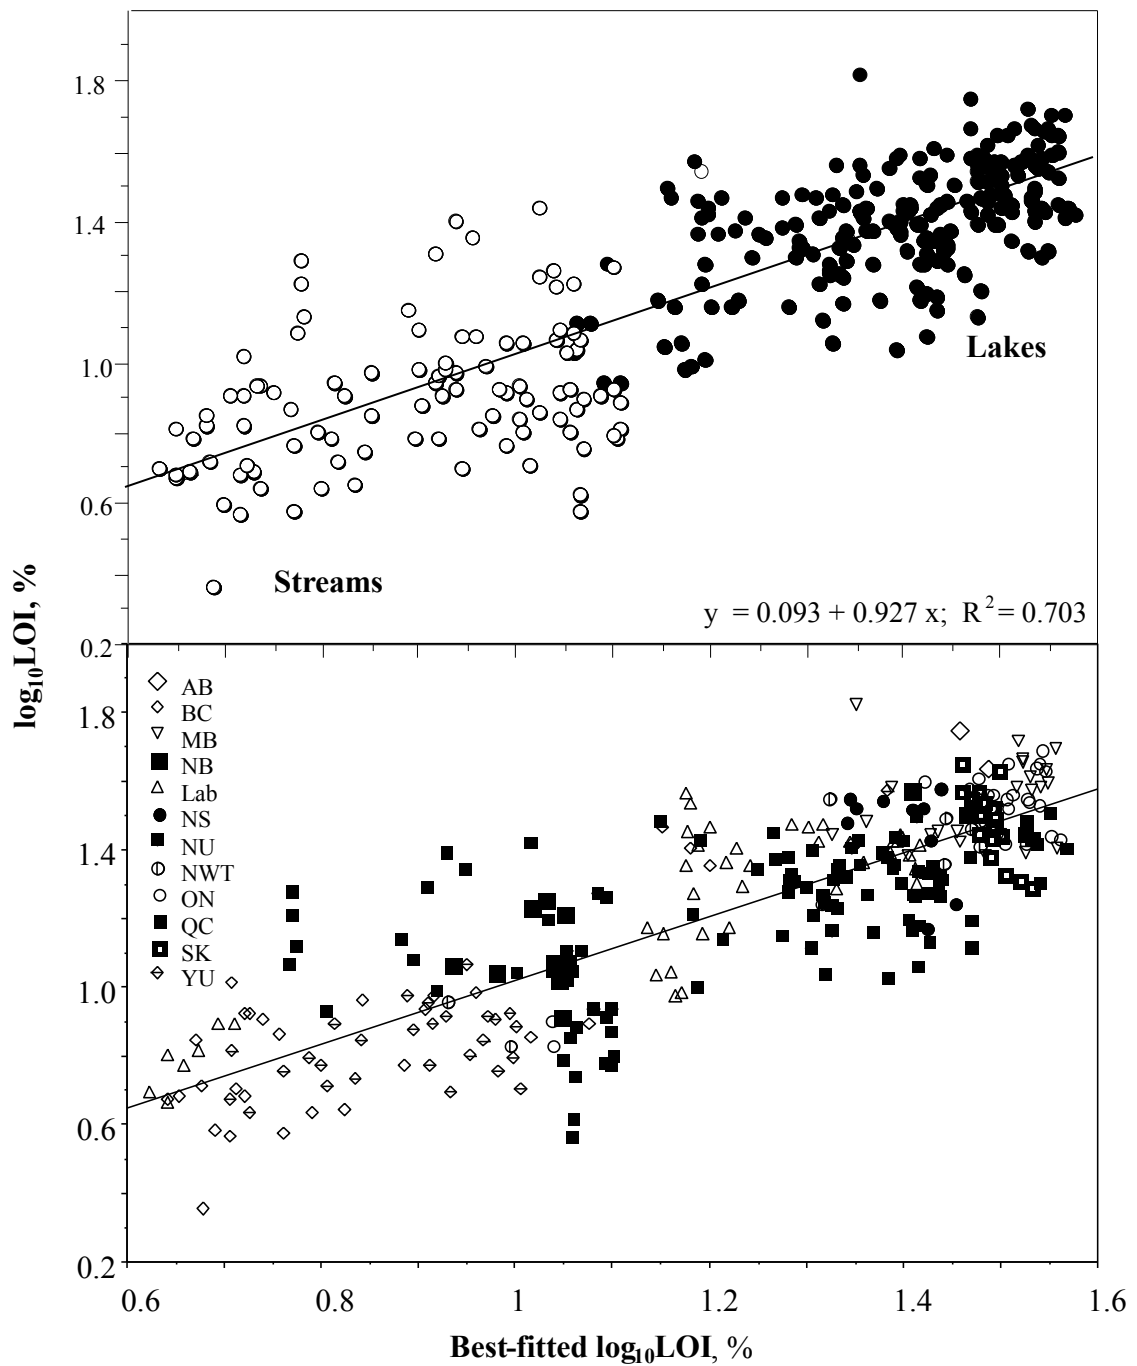 1.8
1.4
1.0
0.6
0.2
Lakes
Streams
y = 0.093 + 0.927 x; R² = 0.703
log₁₀LOI, %
AB
BC
MB
NB
Lab
NS
NU
NWT
ON
QC
SK
YU
1.8
1.4
1.0
0.6
0.2
0.6 0.8 1 1.2 1.4 1.6
Best-fitted log₁₀LOI, %